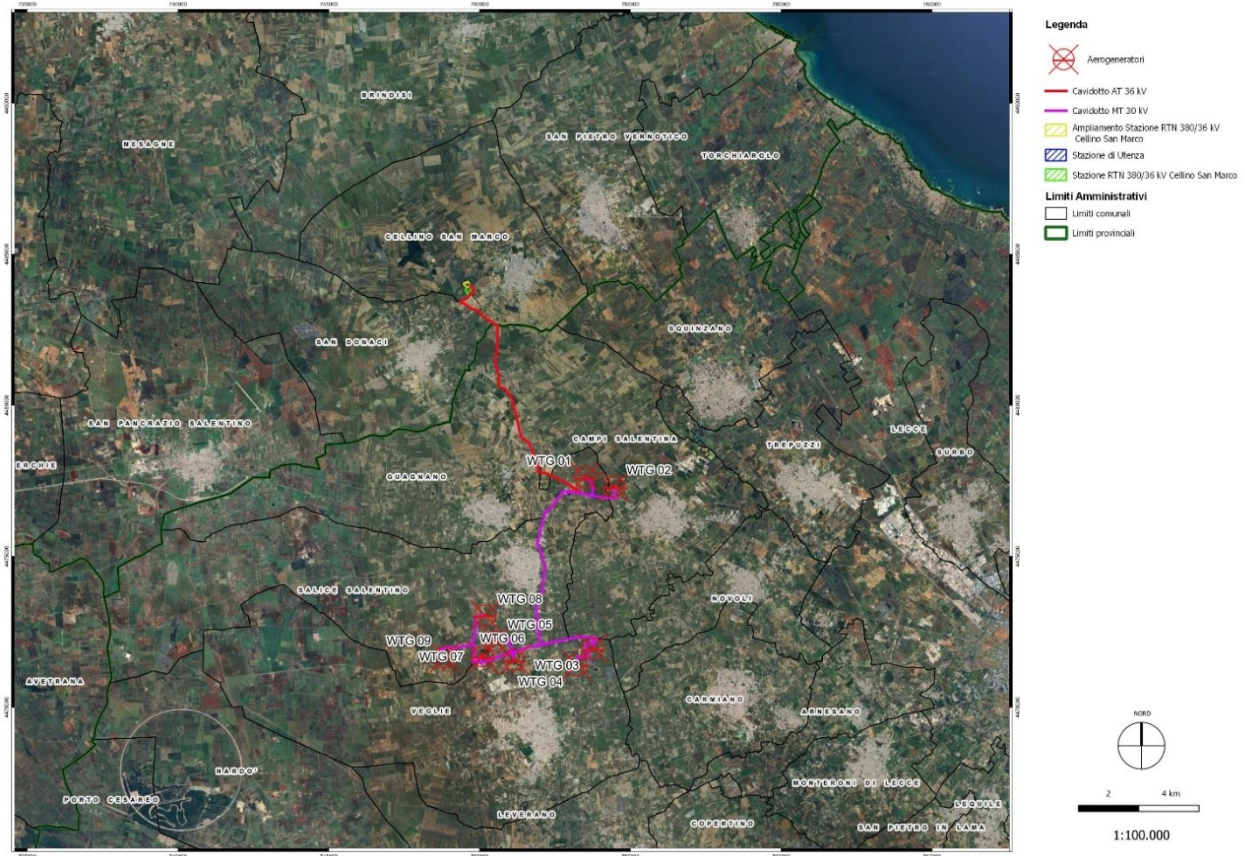 BRINDISI
MESAGNE
SAN PIETRO VERNOTICO
TORCHIAROLO
CELLINO SAN MARCO
SQUINZANO
SAN DONACI
SAN PANCRAZIO SALENTINO
CAMPI SALENTINA
LECCE
TREPUZZI
SURBO
ERCHIE
GUAGNANO
WTG 01
WTG 02
SALICE SALENTINO
NOVOLI
WTG 08
WTG 05
WTG 09
WTG 06
WTG 07
WTG 03
WTG 04
AVETRANA
VEGLIE
CARMIANO
ARNESANO
NARDO'
PORTO CESAREO
MONTERONI DI LECCE
LEVERANO
COPERTINO
LEQUILE
SAN PIETRO IN LAMA
Legenda
Aerogeneratori
Cavidotto AT 36 kV
Cavidotto MT 30 kV
Ampliamento Stazione RTN 380/36 kV
Cellino San Marco
Stazione di Utenza
Stazione RTN 380/36 kV Cellino San Marco
Limiti Amministrativi
Limiti comunali
Limiti provinciali
NORD
2 4 km
1:100.000